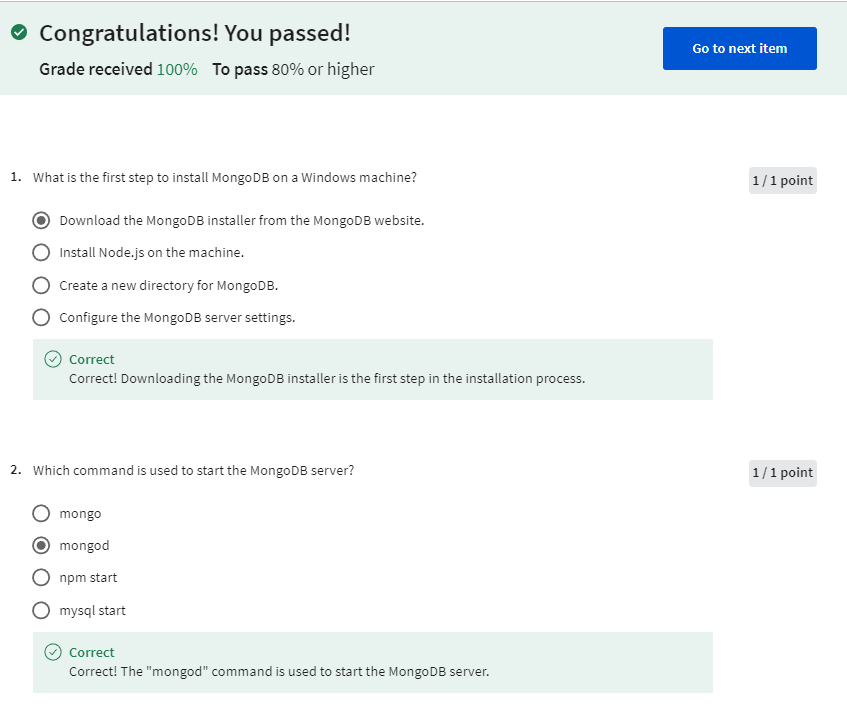 Congratulations! You passed!
Grade received 100% To pass 80% or higher
Go to next item
1. What is the first step to install MongoDB on a Windows machine?
1 / 1 point
Download the MongoDB installer from the MongoDB website.
Install Node.js on the machine.
Create a new directory for MongoDB.
Configure the MongoDB server settings.
Correct
Correct! Downloading the MongoDB installer is the first step in the installation process.
2. Which command is used to start the MongoDB server?
1 / 1 point
mongo
mongod
npm start
mysql start
Correct
Correct! The "mongod" command is used to start the MongoDB server.